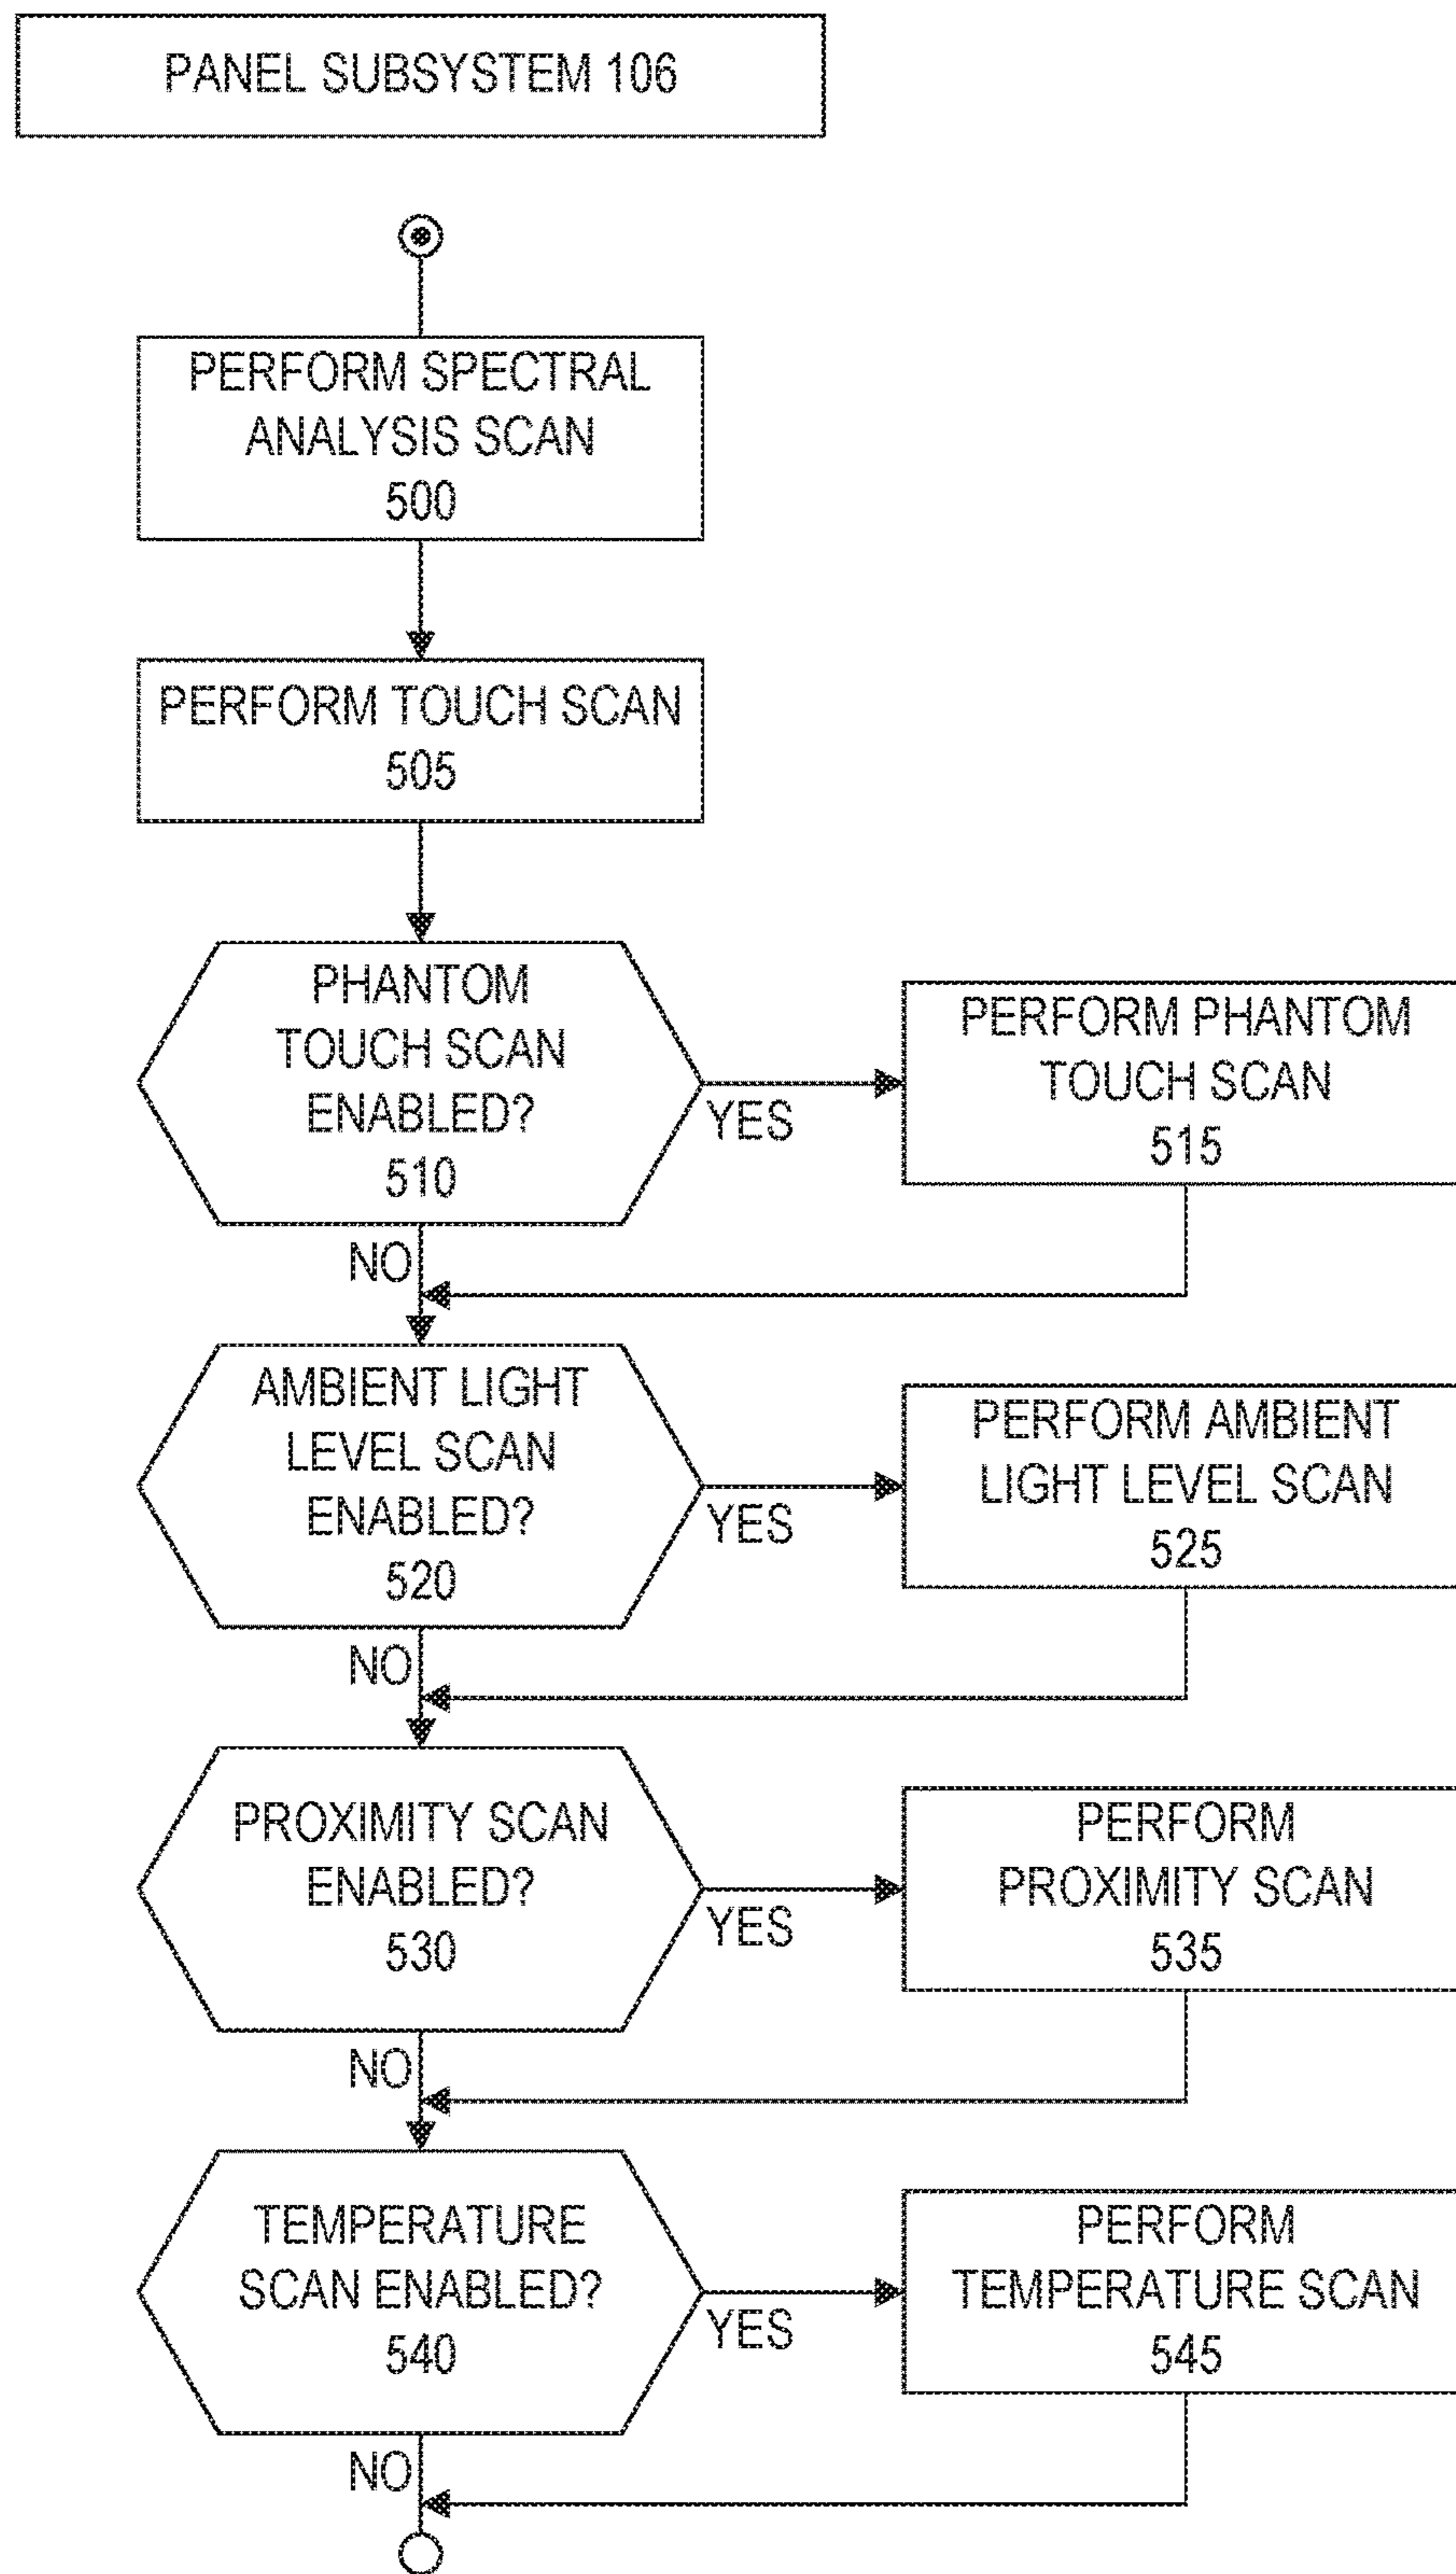 PANEL SUBSYSTEM 106
PERFORM SPECTRAL
ANALYSIS SCAN
500
PERFORM TOUCH SCAN
505
PHANTOM
TOUCH SCAN
ENABLED?
510
YES
NO
PERFORM PHANTOM
TOUCH SCAN
515
AMBIENT LIGHT
LEVEL SCAN
ENABLED?
520
YES
NO
PERFORM AMBIENT
LIGHT LEVEL SCAN
525
PROXIMITY SCAN
ENABLED?
530
YES
NO
PERFORM
PROXIMITY SCAN
535
TEMPERATURE
SCAN ENABLED?
540
YES
NO
PERFORM
TEMPERATURE SCAN
545